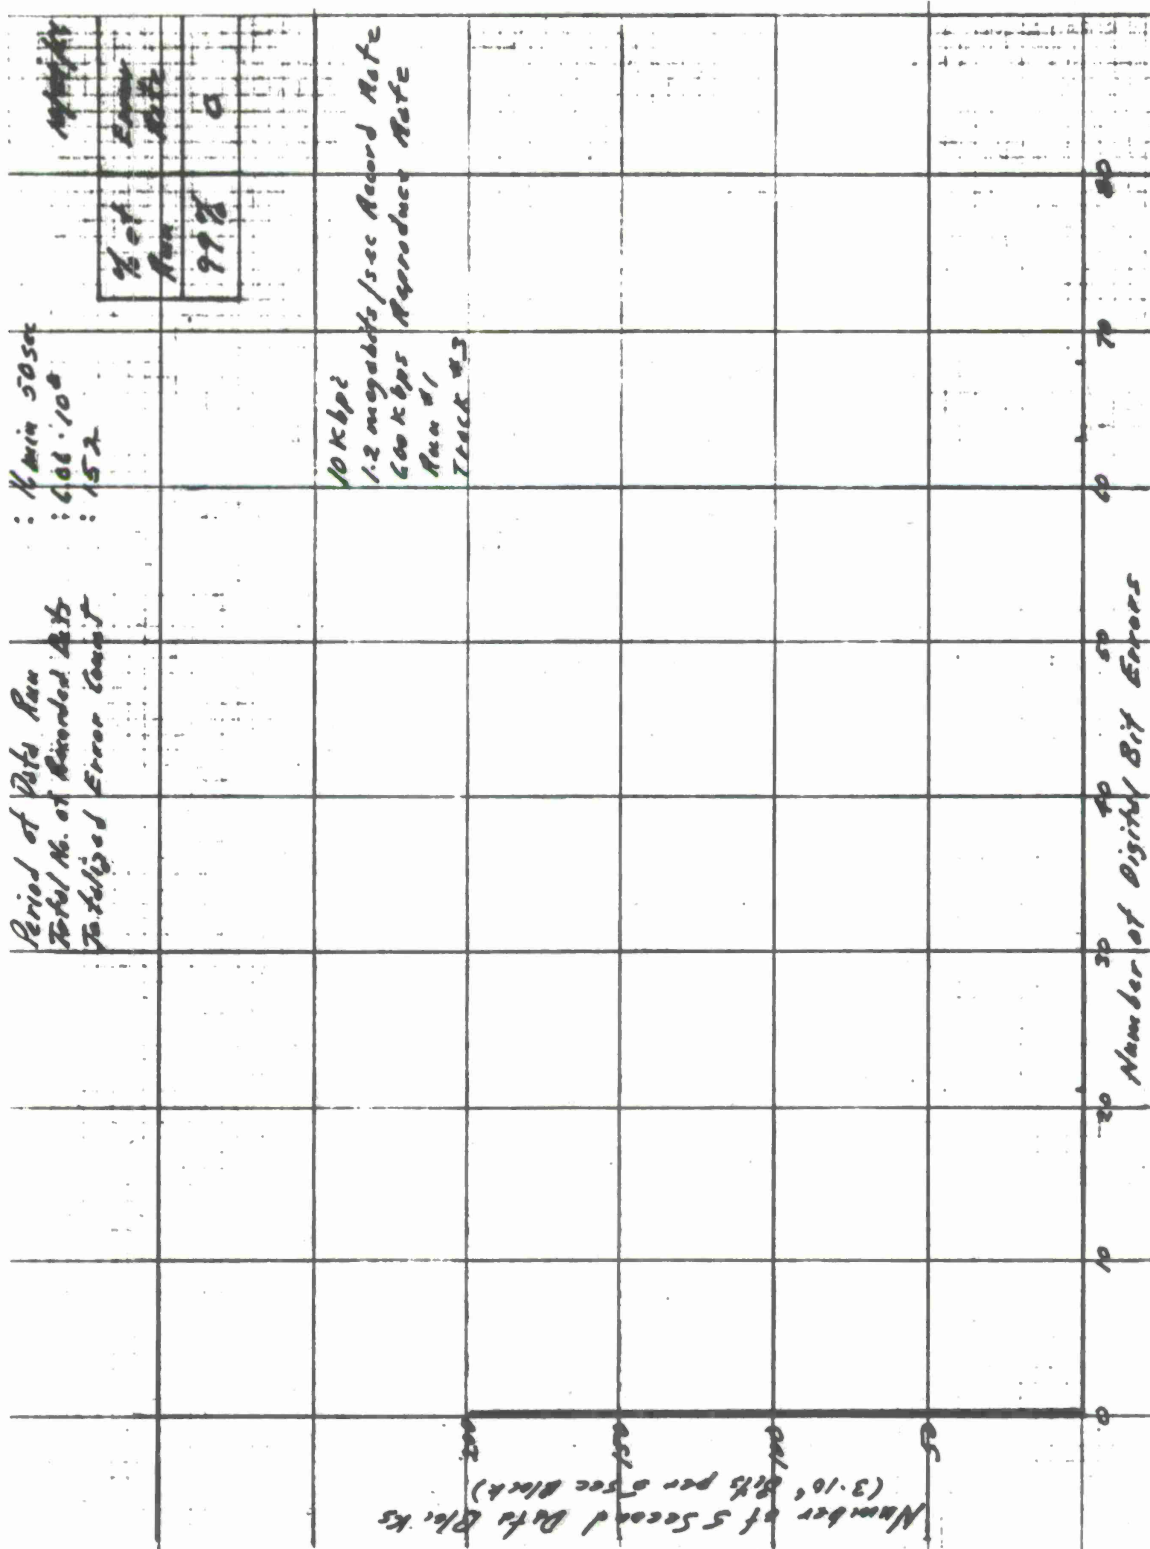 Period of Data Run : 16 min 50 sec
Total No. of Recorded Bits : 6.06 · 10⁸
Totalized Error Count : 152
% of Run Error Rate
99% 0
10 Kbpi
1.2 megabits/sec Record Rate
600 Kbps Reproduce Rate
Run #1
Track #3
Number of 5 Second Data Blocks
(3·10⁶ Bits per 5 sec Block)
200
150
100
50
0 10 20 30 40 50 60 70 80
Number of Digital Bit Errors